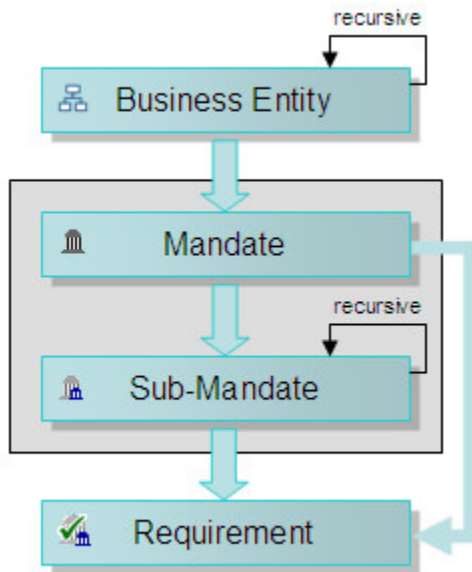 recursive
Business Entity
Mandate
recursive
Sub-Mandate
Requirement